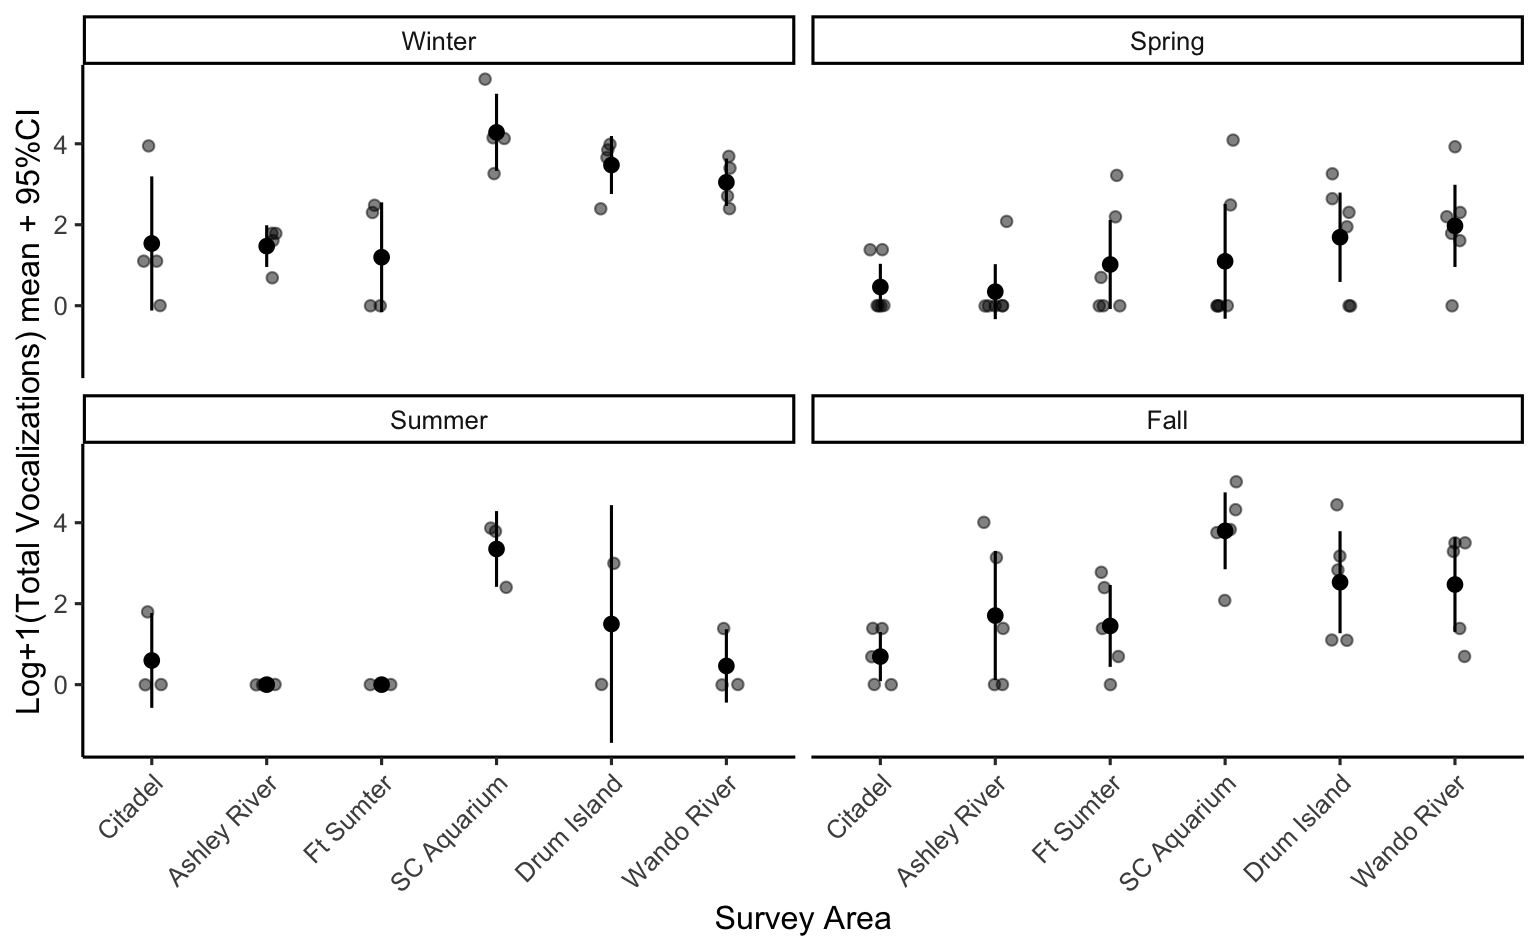 Winter
Spring
4
2
0
Summer
Fall
4
2
0
Log+1(Total Vocalizations) mean + 95%CI
Citadel
Ashley River
Ft Sumter
SC Aquarium
Drum Island
Wando River
Citadel
Ashley River
Ft Sumter
SC Aquarium
Drum Island
Wando River
Survey Area